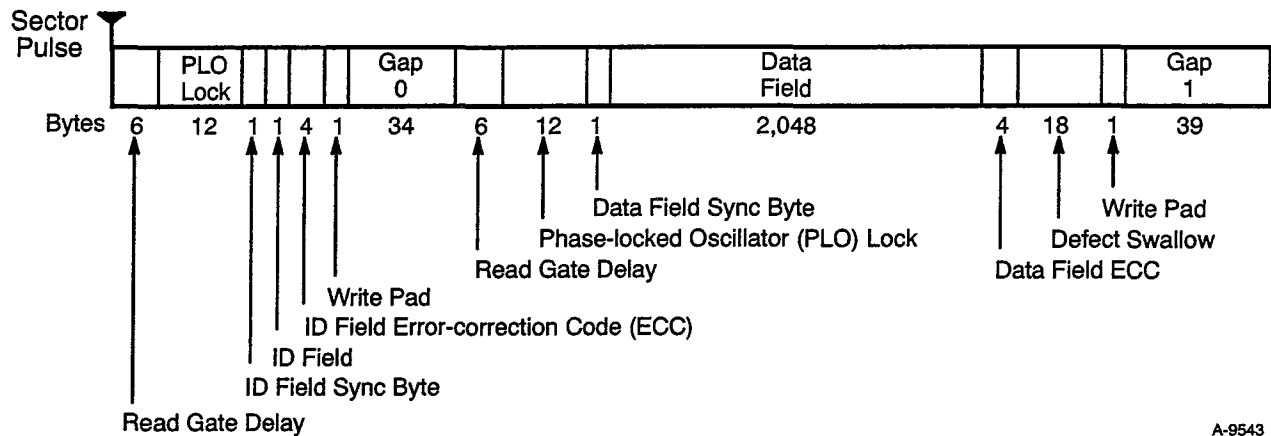 Sector
Pulse
PLO
Lock
Gap
0
Data
Field
Gap
1
Bytes 6 12 1 1 4 1 34 6 12 1 2,048 4 18 1 39
Data Field Sync Byte
Write Pad
Phase-locked Oscillator (PLO) Lock
Defect Swallow
Read Gate Delay
Data Field ECC
Write Pad
ID Field Error-correction Code (ECC)
ID Field
ID Field Sync Byte
Read Gate Delay
A-9543